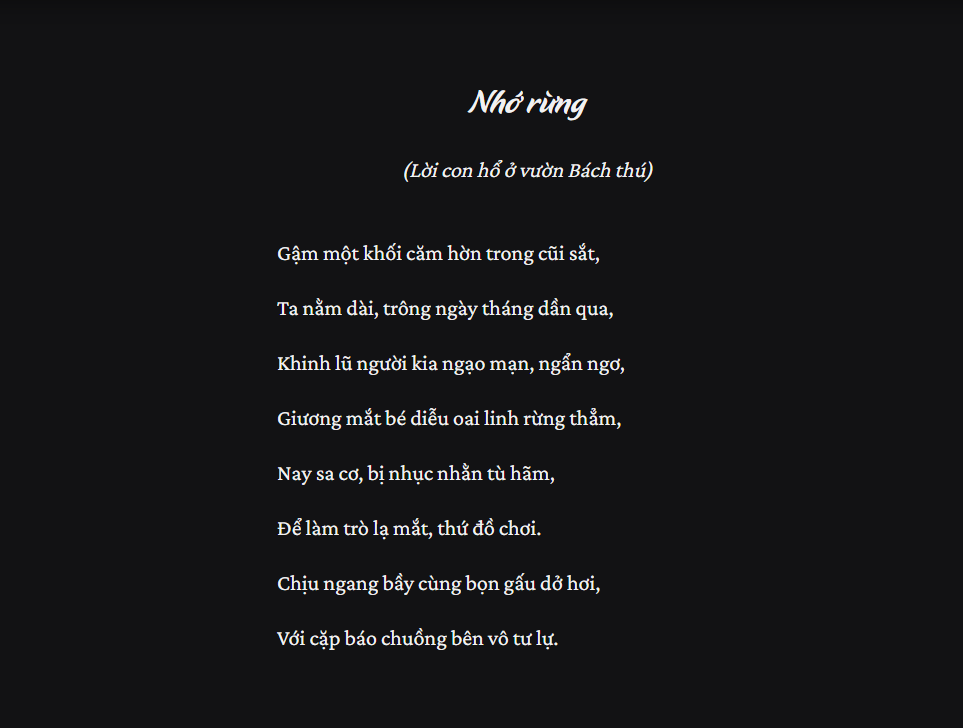 Nhớ rừng
(Lời con hổ ở vườn Bách thú)
Gậm một khối căm hờn trong cũi sắt,
Ta nằm dài, trông ngày tháng dần qua,
Khinh lũ người kia ngạo mạn, ngẩn ngơ,
Giương mắt bé diễu oai linh rừng thẳm,
Nay sa cơ, bị nhục nhằn tù hãm,
Để làm trò lạ mắt, thứ đồ chơi.
Chịu ngang bầy cùng bọn gấu dở hơi,
Với cặp báo chuồng bên vô tư lự.